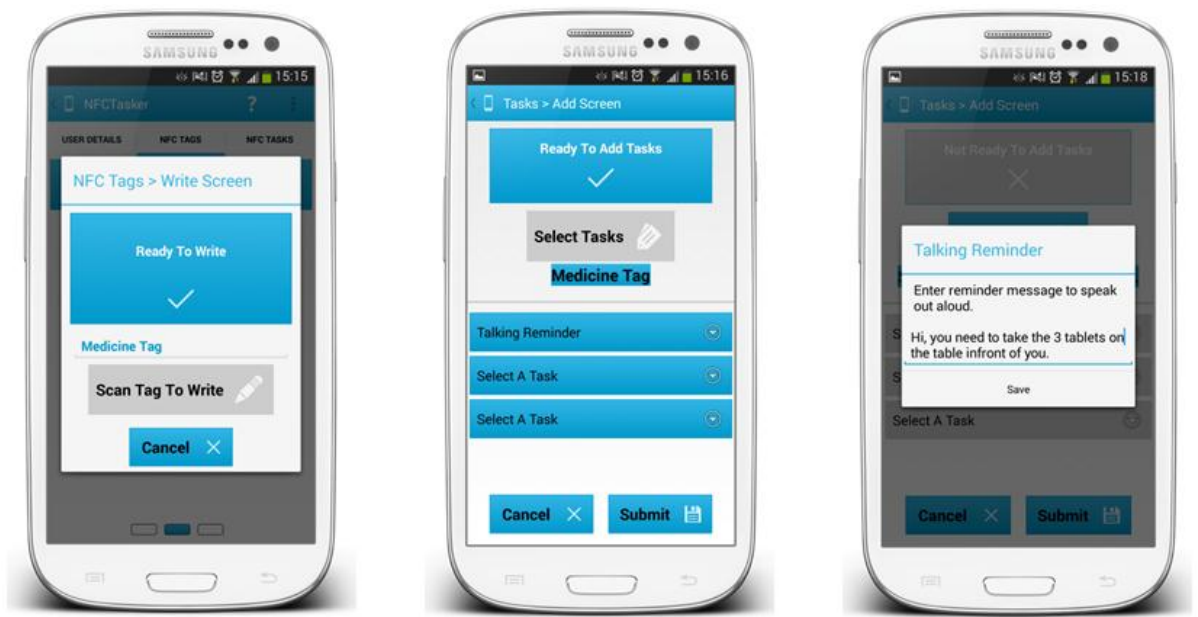 SAMSUNG
15:15
NFCTasker ?
USER DETAILS NFC TAGS NFC TASKS
NFC Tags > Write Screen
Ready To Write
Medicine Tag
Scan Tag To Write
Cancel
SAMSUNG
15:16
Tasks > Add Screen
Ready To Add Tasks
Select Tasks
Medicine Tag
Talking Reminder
Select A Task
Select A Task
Cancel Submit
SAMSUNG
15:18
Tasks > Add Screen
Not Ready To Add Tasks
Talking Reminder
Enter reminder message to speak
out aloud.
Hi, you need to take the 3 tablets on
the table infront of you.
Save
S
S
Select A Task
Cancel Submit